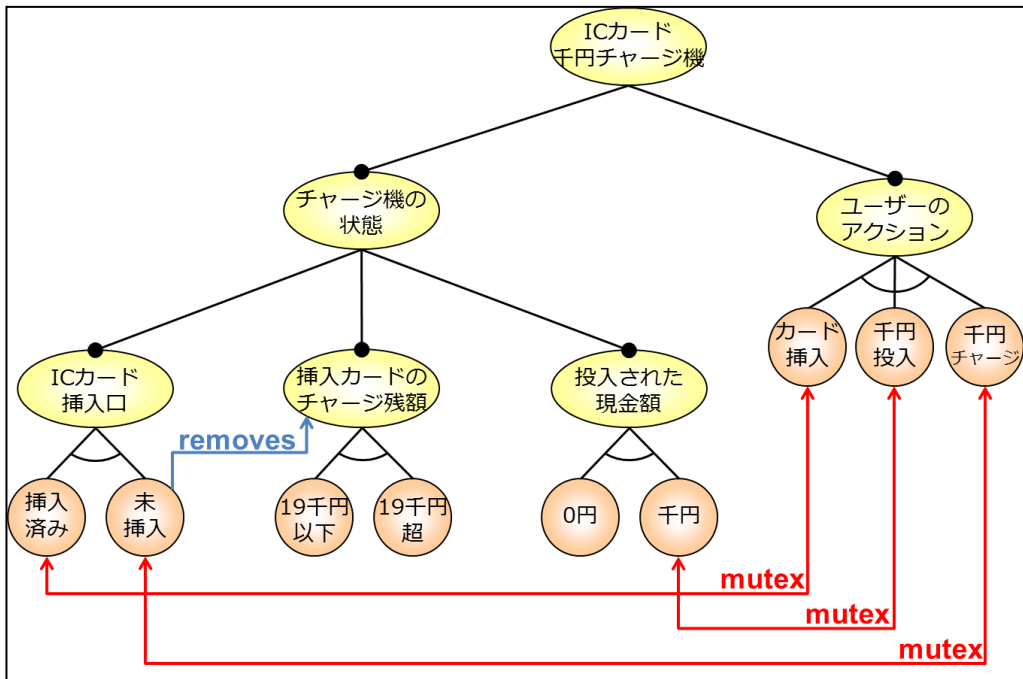 ICカード
千円チャージ機
チャージ機の
状態
ユーザーの
アクション
ICカード
挿入口
挿入カードの
チャージ残額
投入された
現金額
カード
挿入
千円
投入
千円
チャージ
removes
挿入
済み
未
挿入
19千円
以下
19千円
超
0円
千円
mutex
mutex
mutex